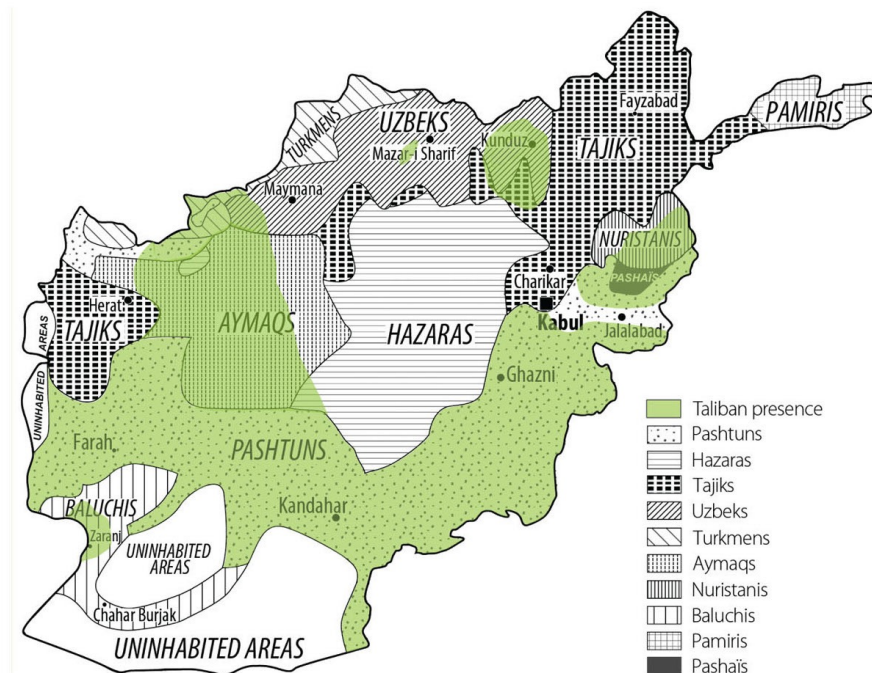 Fayzabad
PAMIRIS
UZBEKS
TURKMENS
Kunduz
Mazar-i Sharif
TAJIKS
Maymana
NURISTANIS
PASHAÏS
Charikar
Herat
AREAS
TAJIKS
AYMAQS
HAZARAS
Kabul
Jalalabad
UNINHABITED
Ghazni
Farah
PASHTUNS
Kandahar
BALUCHIS
Zaranj
UNINHABITED
AREAS
Chahar Burjak
UNINHABITED AREAS
Taliban presence
Pashtuns
Hazaras
Tajiks
Uzbeks
Turkmens
Aymaqs
Nuristanis
Baluchis
Pamiris
Pashaïs